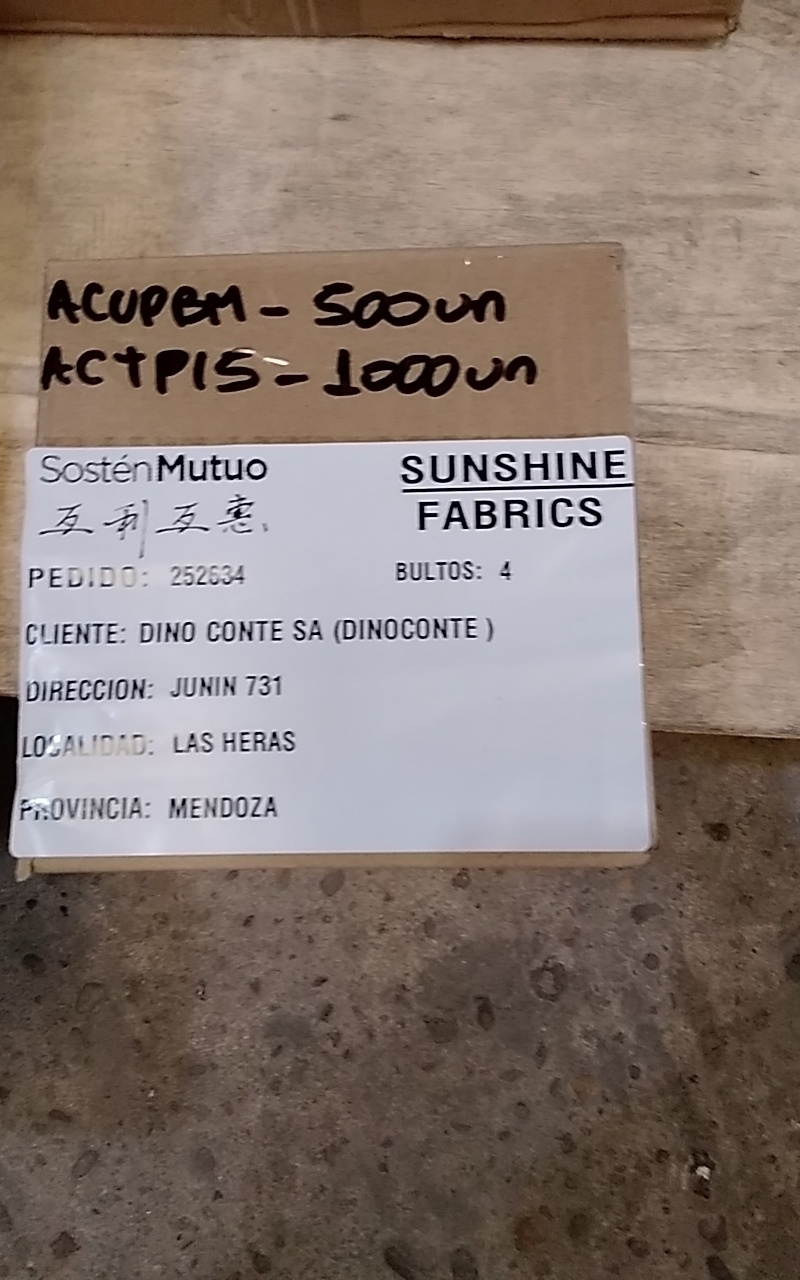 ACUPBM - 500un
ACTP15 - 1000un
SosténMutuo
SUNSHINE
FABRICS
互利互惠
PEDIDO: 252634
BULTOS: 4
CLIENTE: DINO CONTE SA (DINOCONTE )
DIRECCION: JUNIN 731
LOCALIDAD: LAS HERAS
PROVINCIA: MENDOZA